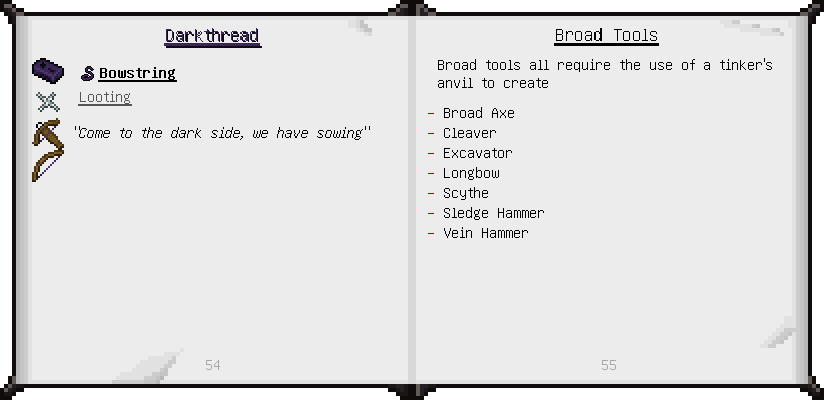 Darkthread
Bowstring
Looting
"Come to the dark side, we have sowing"
54
Broad Tools
Broad tools all require the use of a tinker's
anvil to create
- Broad Axe
- Cleaver
- Excavator
- Longbow
- Scythe
- Sledge Hammer
- Vein Hammer
55